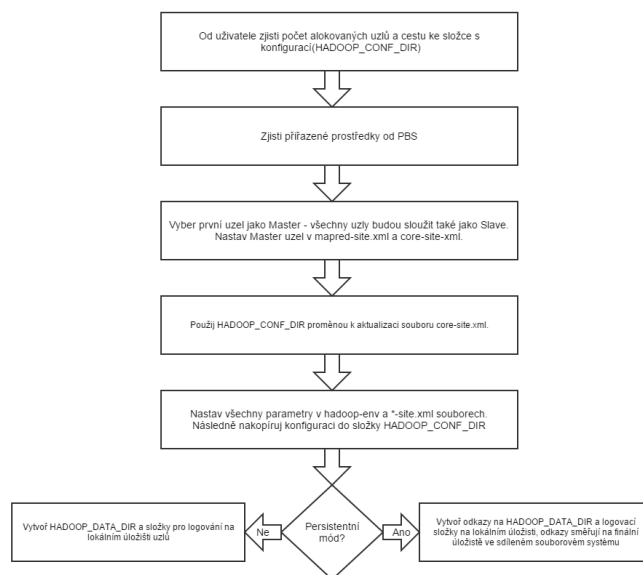 Od uživatele zjisti počet alokovaných uzlů a cestu ke složce s
konfigurací(HADOOP_CONF_DIR)
Zjisti přířazené prostředky od PBS
Vyber první uzel jako Master - všechny uzly budou sloužit také jako Slave.
Nastav Master uzel v mapred-site.xml a core-site-xml.
Použij HADOOP_CONF_DIR proměnou k aktualizaci souboru core-site.xml.
Nastav všechny parametry v hadoop-env a *-site.xml souborech.
Následně nakopíruj konfiguraci do složky HADOOP_CONF_DIR
Vytvoř HADOOP_DATA_DIR a složky pro logování na
lokálním úložišti uzlů
Ne
Persistentní
mód?
Ano
Vytvoř odkazy na HADOOP_DATA_DIR a logovací
složky na lokálním úložisti, odkazy směřují na finální
úložistě ve sdíleném souborovém systému